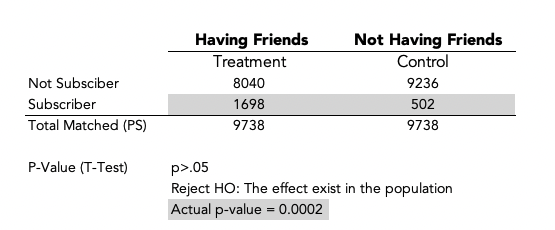 Having Friends Not Having Friends
Treatment Control
Not Subsciber 8040 9236
Subscriber 1698 502
Total Matched (PS) 9738 9738
P-Value (T-Test) p>.05
Reject HO: The effect exist in the population
Actual p-value = 0.0002